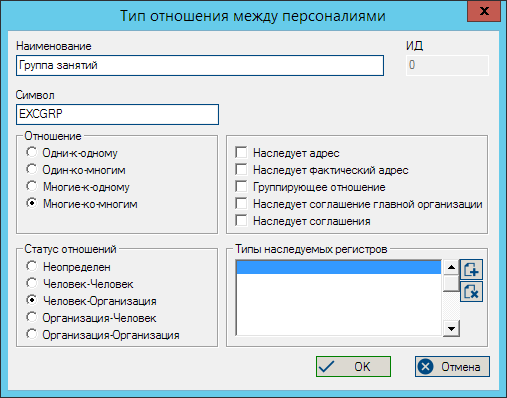 Тип отношения между персоналиями
x
Наименование
ИД
Группа занятий
0
Символ
EXCGRP
Отношение
Одни-к-одному
Один-ко-многим
Многие-к-одному
Многие-ко-многим
Наследует адрес
Наследует фактический адрес
Группирующее отношение
Наследует соглашение главной организации
Наследует соглашения
Статус отношений
Неопределен
Человек-Человек
Человек-Организация
Организация-Человек
Организация-Организация
Типы наследуемых регистров
OK
Отмена